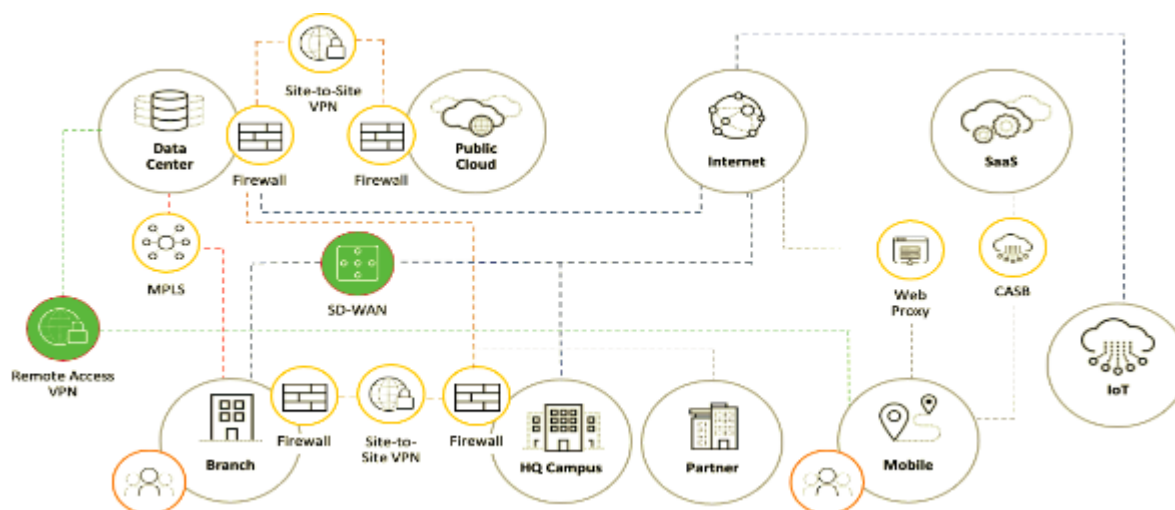 Site-to-Site
VPN
Data
Center
Firewall
Firewall
Public
Cloud
Internet
SaaS
MPLS
SD-WAN
Web
Proxy
CASB
Remote Access
VPN
IoT
Branch
Firewall
Site-to-
Site VPN
Firewall
HQ Campus
Partner
Mobile